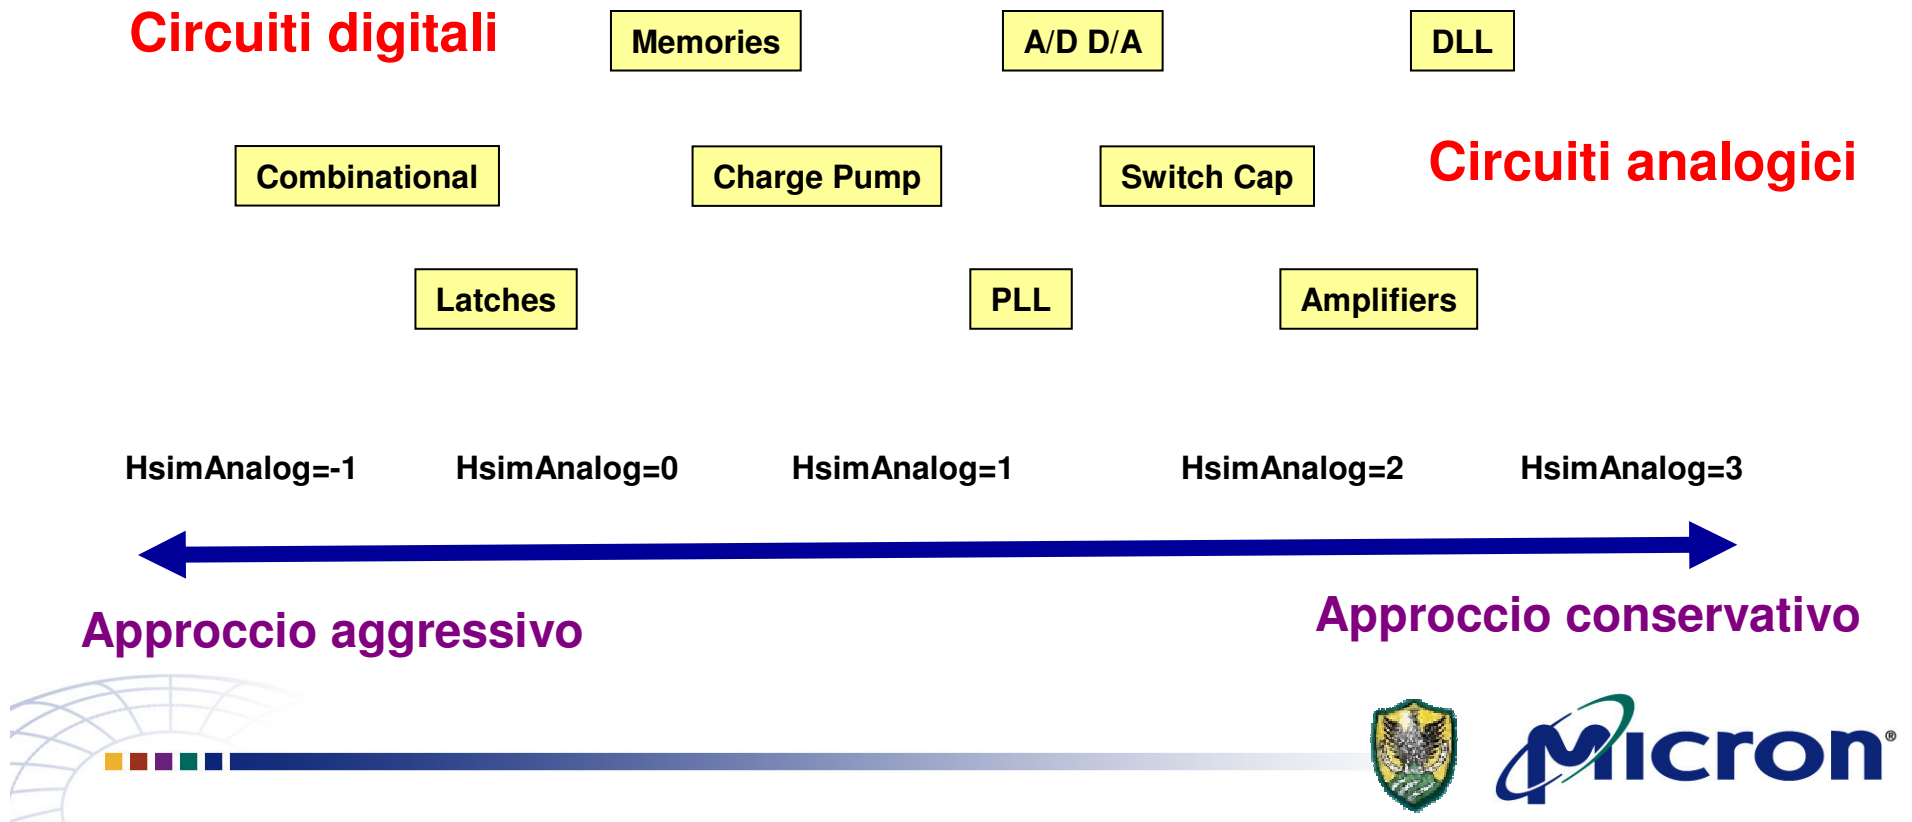 Circuiti digitali
Memories
A/D D/A
DLL
Combinational
Charge Pump
Switch Cap
Circuiti analogici
Latches
PLL
Amplifiers
HsimAnalog=-1
HsimAnalog=0
HsimAnalog=1
HsimAnalog=2
HsimAnalog=3
Approccio aggressivo
Approccio conservativo
Micron®